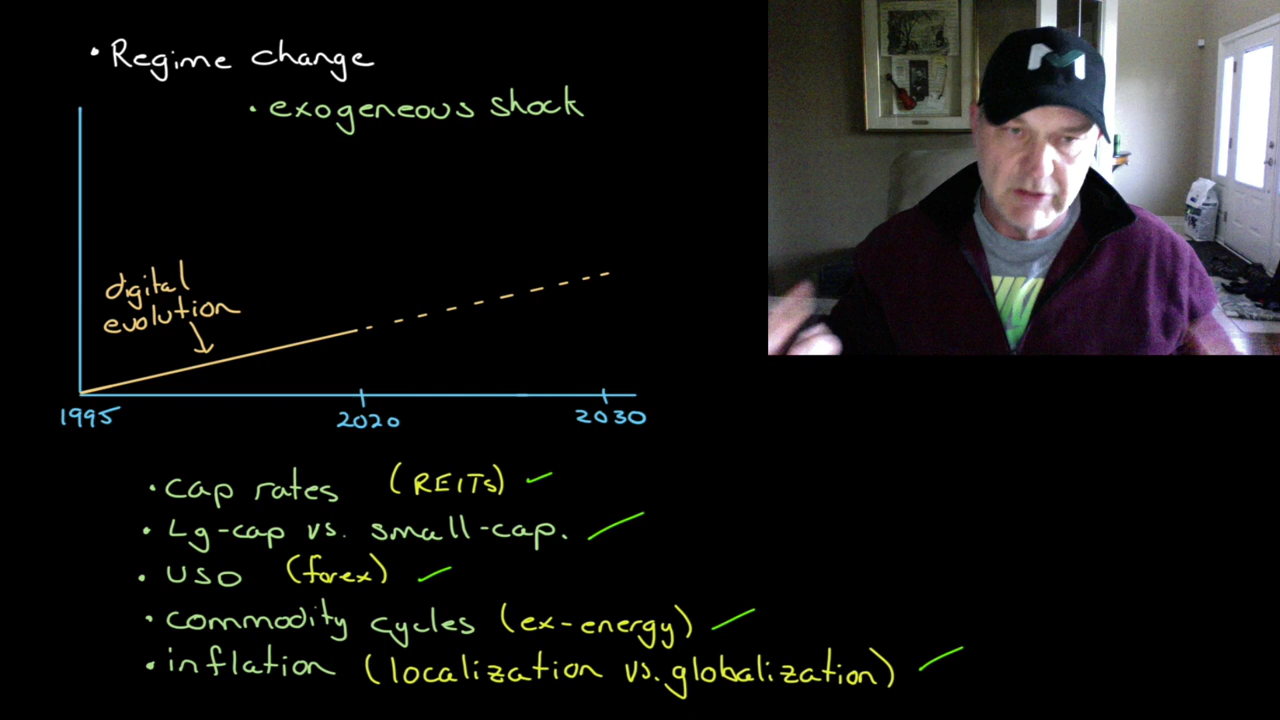 • Regime change
• exogeneous shock
digital
evolution
1995 2020 2030
• cap rates (REITs) ✓
• Lg-cap vs. small-cap. ✓
• USD (forex) ✓
• commodity cycles (ex-energy) ✓
• inflation (localization vs. globalization) ✓